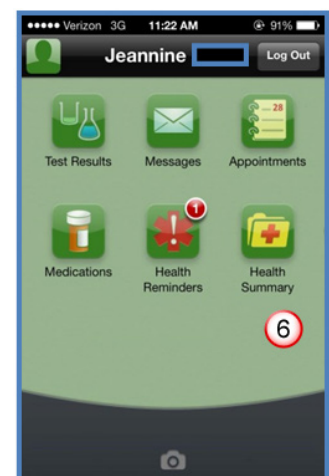 Verizon 3G 11:22 AM 91%
Jeannine Log Out
28
Test Results Messages Appointments
1
Medications Health Reminders Health Summary
6